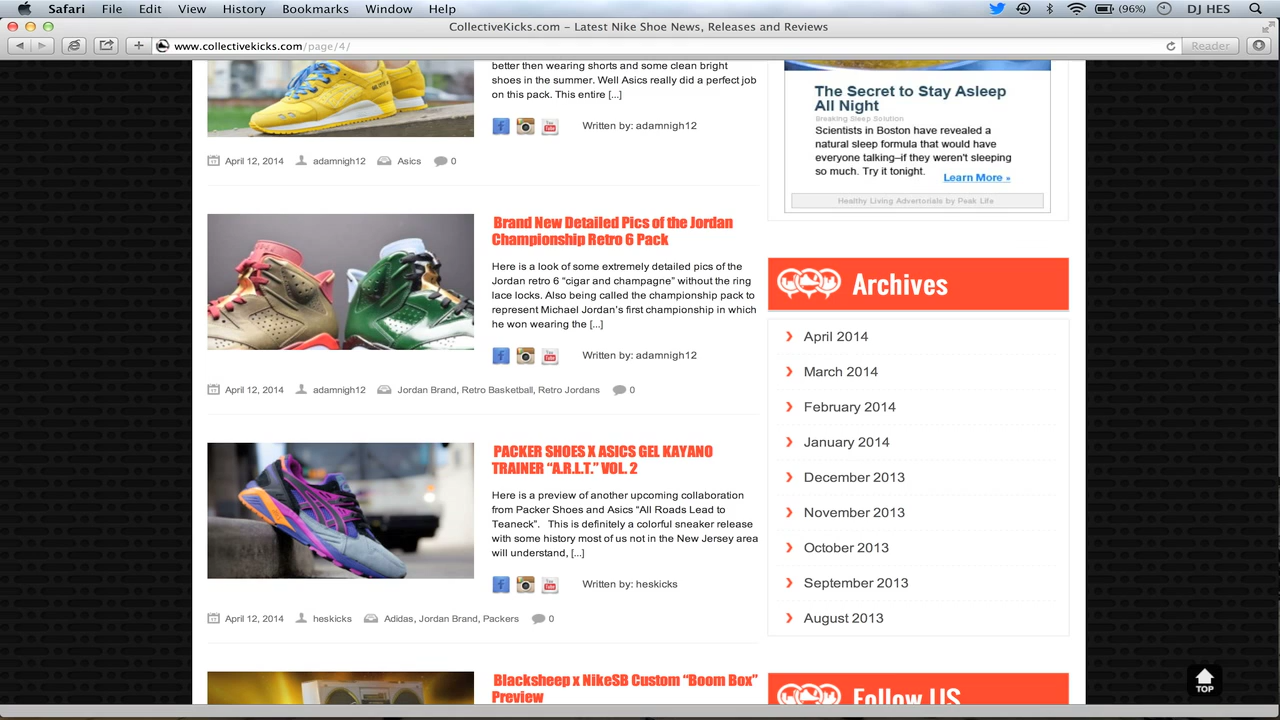 Safari File Edit View History Bookmarks Window Help (96%) DJ HES
CollectiveKicks.com – Latest Nike Shoe News, Releases and Reviews
www.collectivekicks.com/page/4/
Reader
better then wearing shorts and some clean bright
shoes in the summer. Well Asics really did a perfect job
on this pack. This entire [...]
Written by: adamnigh12
April 12, 2014 adamnigh12 Asics 0
Brand New Detailed Pics of the Jordan
Championship Retro 6 Pack
Here is a look of some extremely detailed pics of the
Jordan retro 6 “cigar and champagne” without the ring
lace locks. Also being called the championship pack to
represent Michael Jordan’s first championship in which
he won wearing the [...]
Written by: adamnigh12
April 12, 2014 adamnigh12 Jordan Brand, Retro Basketball, Retro Jordans 0
PACKER SHOES X ASICS GEL KAYANO
TRAINER “A.R.L.T.” VOL. 2
Here is a preview of another upcoming collaboration
from Packer Shoes and Asics “All Roads Lead to
Teaneck”. This is definitely a colorful sneaker release
with some history most of us not in the New Jersey area
will understand, [...]
Written by: heskicks
April 12, 2014 heskicks Adidas, Jordan Brand, Packers 0
Blacksheep x NikeSB Custom “Boom Box”
Preview
The Secret to Stay Asleep
All Night
Breaking Sleep Solution
Scientists in Boston have revealed a
natural sleep formula that would have
everyone talking–if they weren't sleeping
so much. Try it tonight. Learn More »
Healthy Living Advertorials by Peak Life
Archives
April 2014
March 2014
February 2014
January 2014
December 2013
November 2013
October 2013
September 2013
August 2013
Follow US
TOP